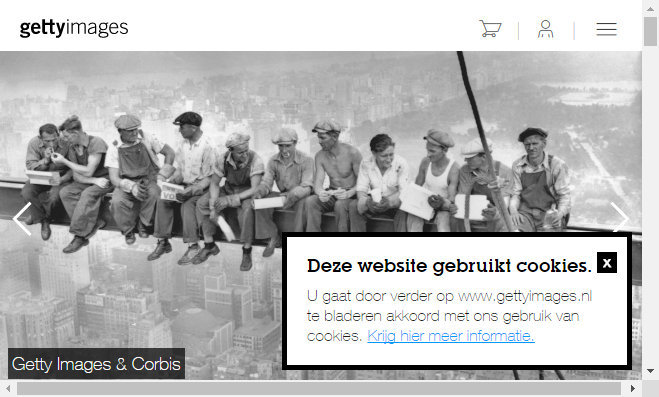 gettyimages
Deze website gebruikt cookies. x
U gaat door verder op www.gettyimages.nl
te bladeren akkoord met ons gebruik van
cookies. Krijg hier meer informatie.
Getty Images & Corbis